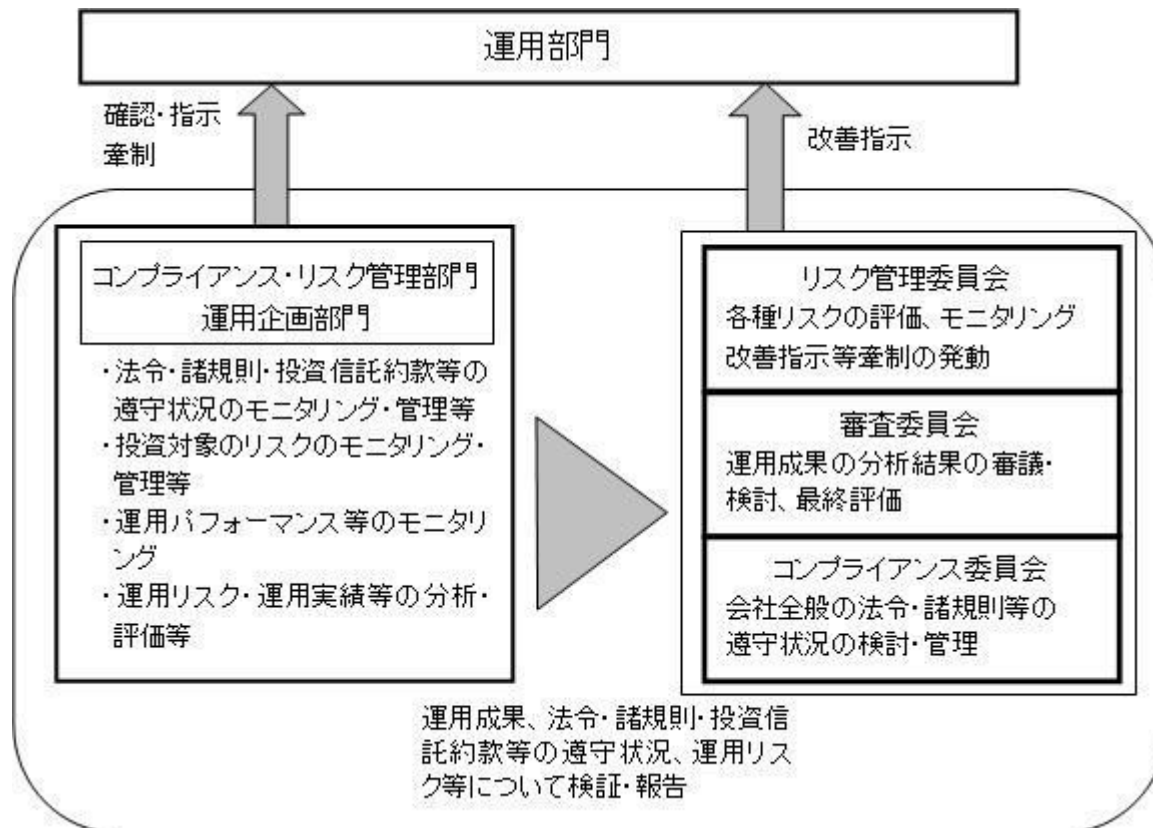 運用部門
確認・指示
牽制
改善指示
コンプライアンス・リスク管理部門
運用企画部門
・法令・諸規則・投資信託約款等の
遵守状況のモニタリング・管理等
・投資対象のリスクのモニタリング・
管理等
・運用パフォーマンス等のモニタリ
ング
・運用リスク・運用実績等の分析・
評価等
リスク管理委員会
各種リスクの評価、モニタリング
改善指示等牽制の発動
審査委員会
運用成果の分析結果の審議・
検討、最終評価
コンプライアンス委員会
会社全般の法令・諸規則等の
遵守状況の検討・管理
運用成果、法令・諸規則・投資信
託約款等の遵守状況、運用リス
ク等について検証・報告